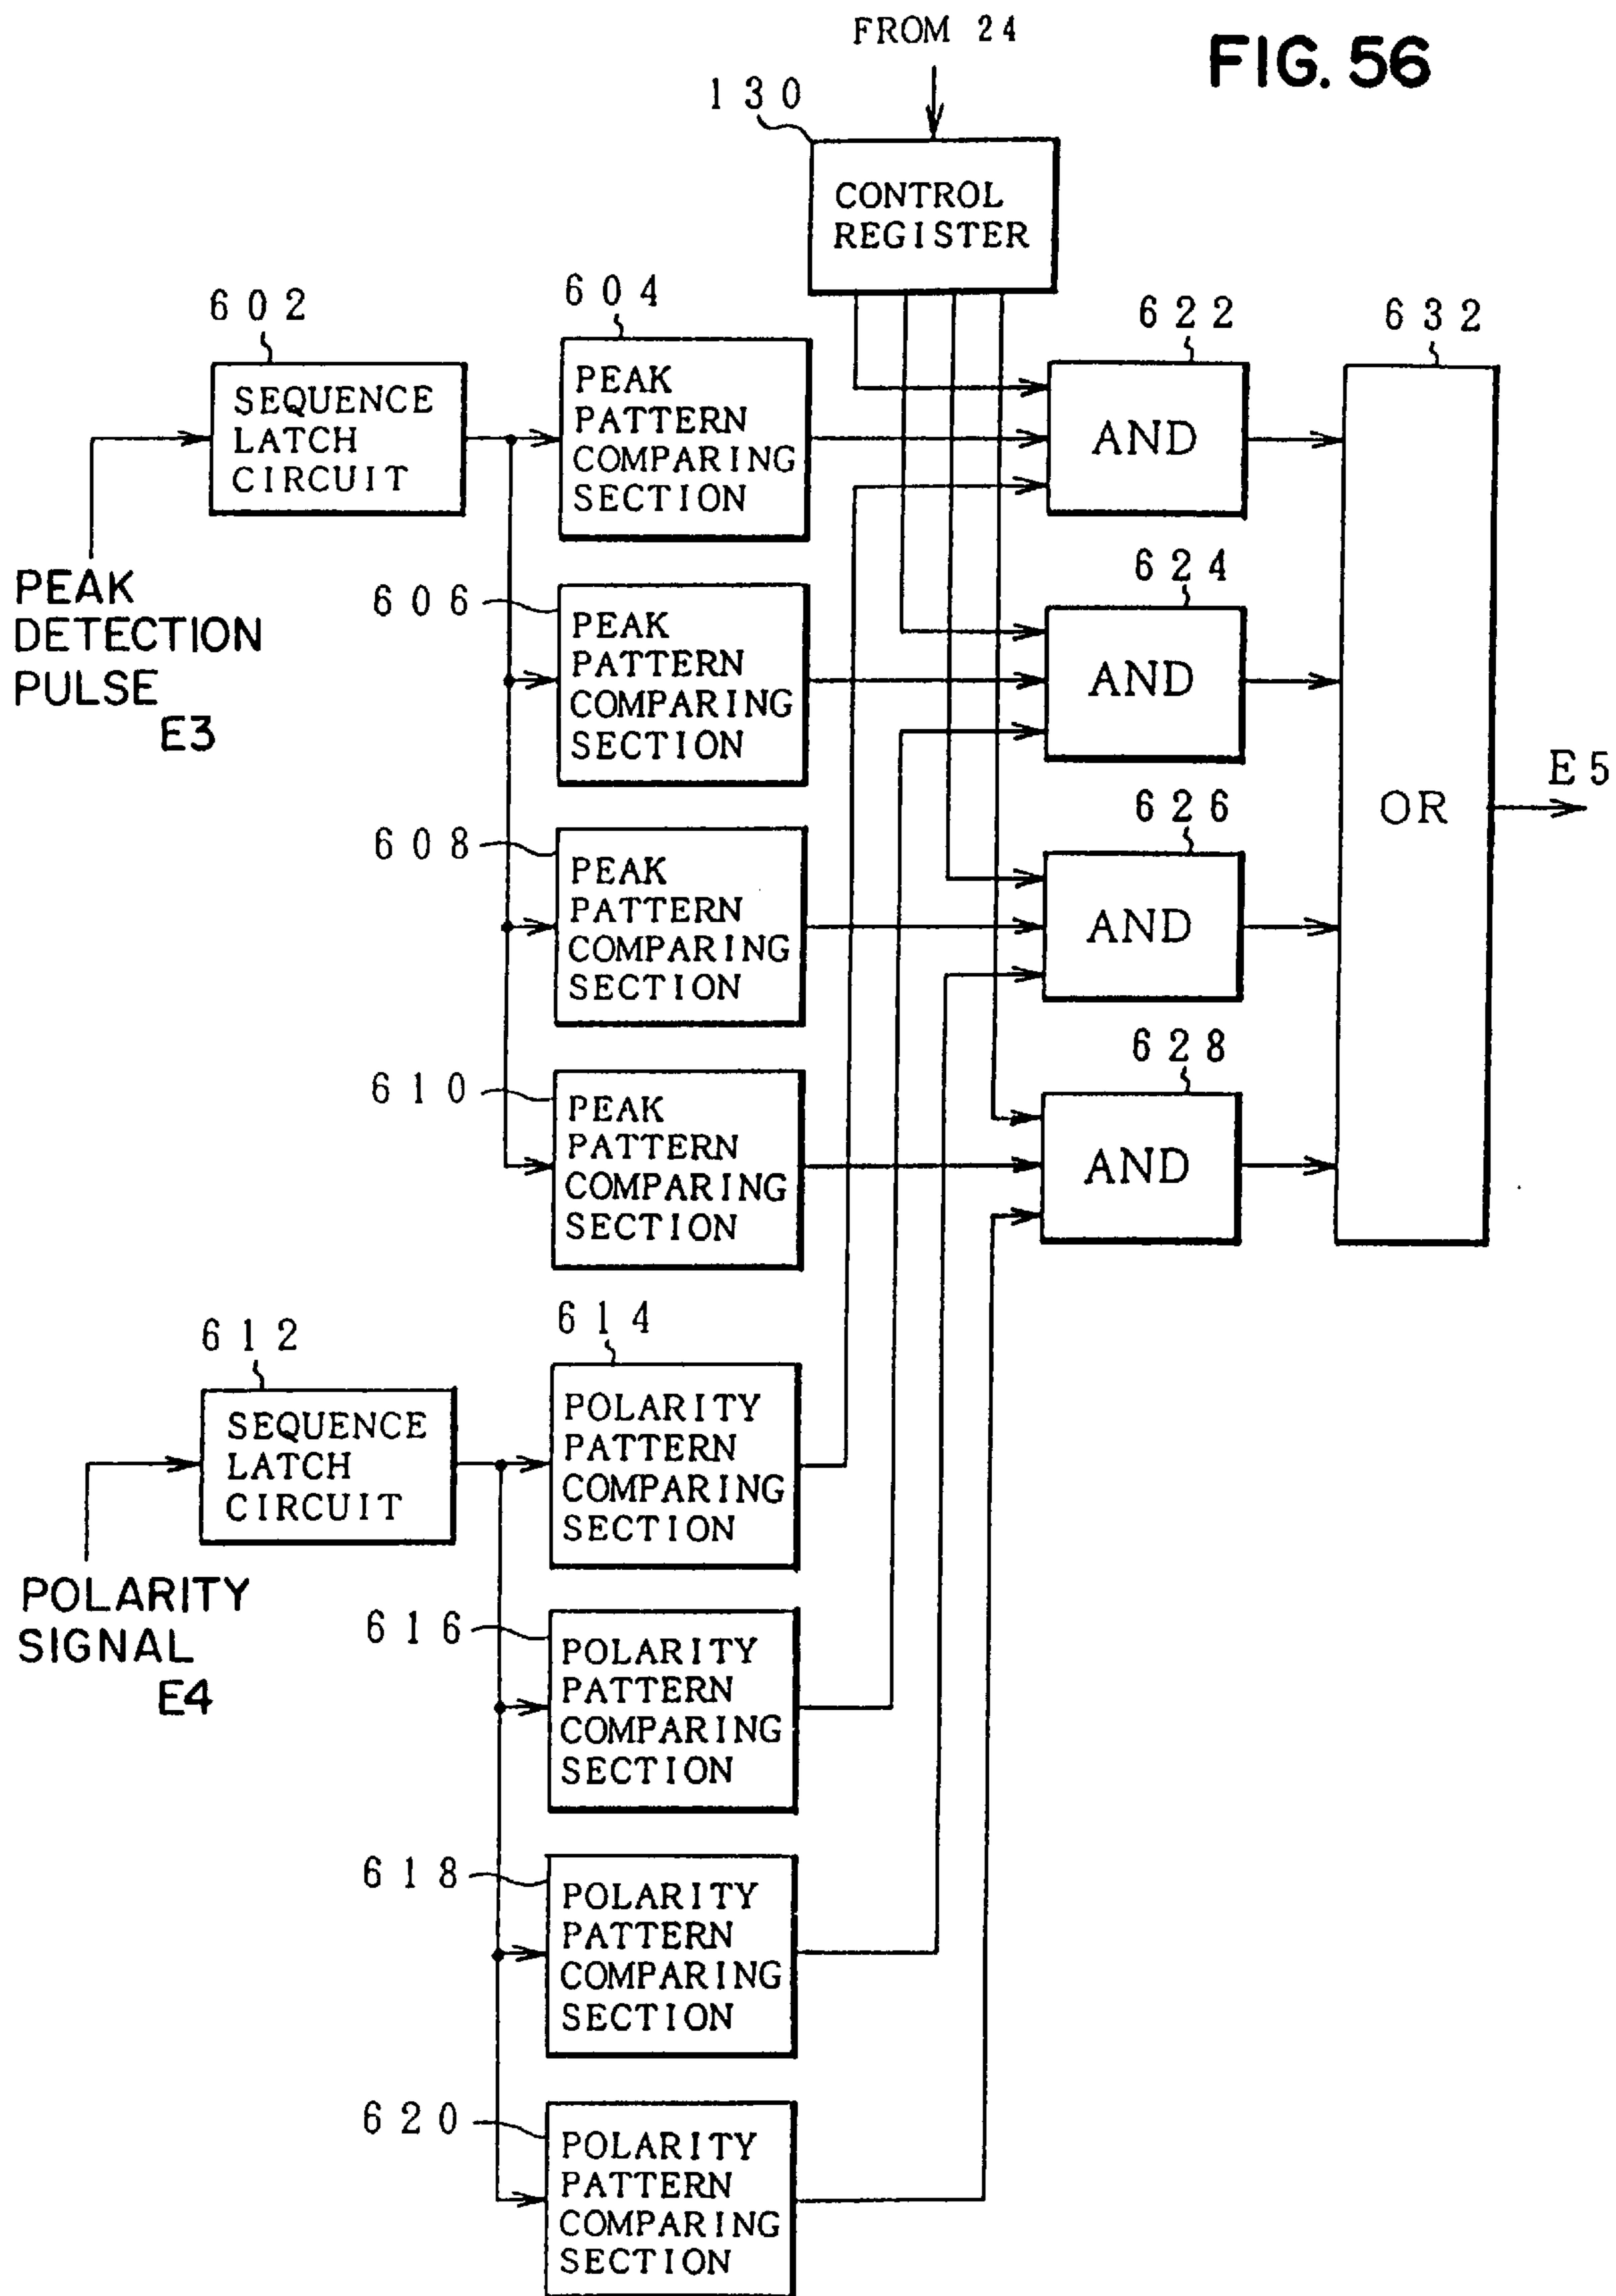 FROM 24
FIG. 56
130
CONTROL
REGISTER
602
604
622
632
SEQUENCE
LATCH
CIRCUIT
PEAK
PATTERN
COMPARING
SECTION
AND
PEAK
DETECTION
PULSE
E3
606
PEAK
PATTERN
COMPARING
SECTION
624
AND
E5
OR
608
PEAK
PATTERN
COMPARING
SECTION
626
AND
610
PEAK
PATTERN
COMPARING
SECTION
628
AND
612
614
SEQUENCE
LATCH
CIRCUIT
POLARITY
PATTERN
COMPARING
SECTION
POLARITY
SIGNAL
E4
616
POLARITY
PATTERN
COMPARING
SECTION
618
POLARITY
PATTERN
COMPARING
SECTION
620
POLARITY
PATTERN
COMPARING
SECTION